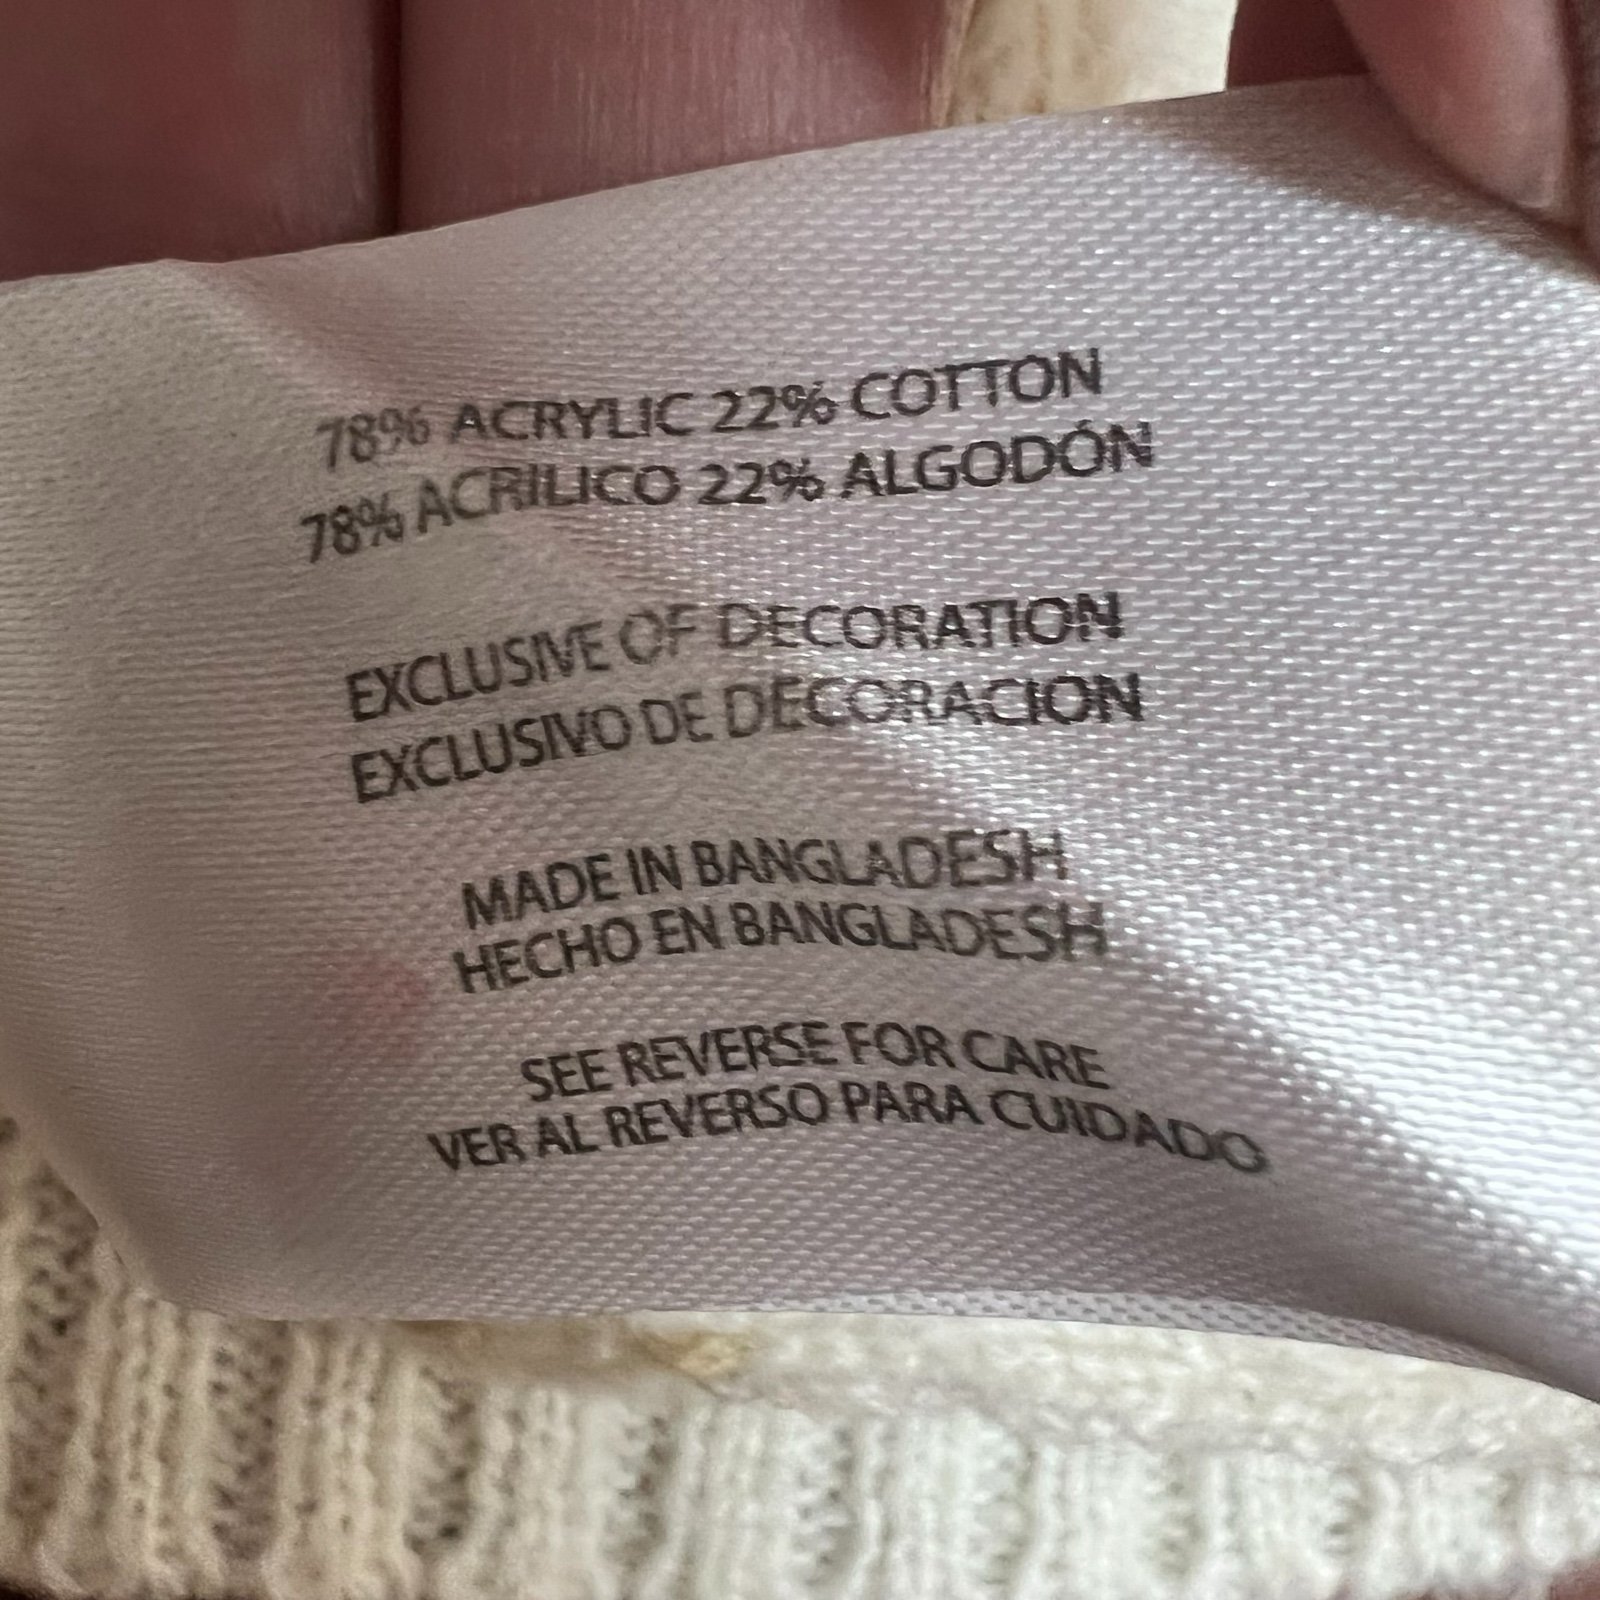 78% ACRYLIC 22% COTTON
78% ACRILICO 22% ALGODÓN
EXCLUSIVE OF DECORATION
EXCLUSIVO DE DECORACION
MADE IN BANGLADESH
HECHO EN BANGLADESH
SEE REVERSE FOR CARE
VER AL REVERSO PARA CUIDADO